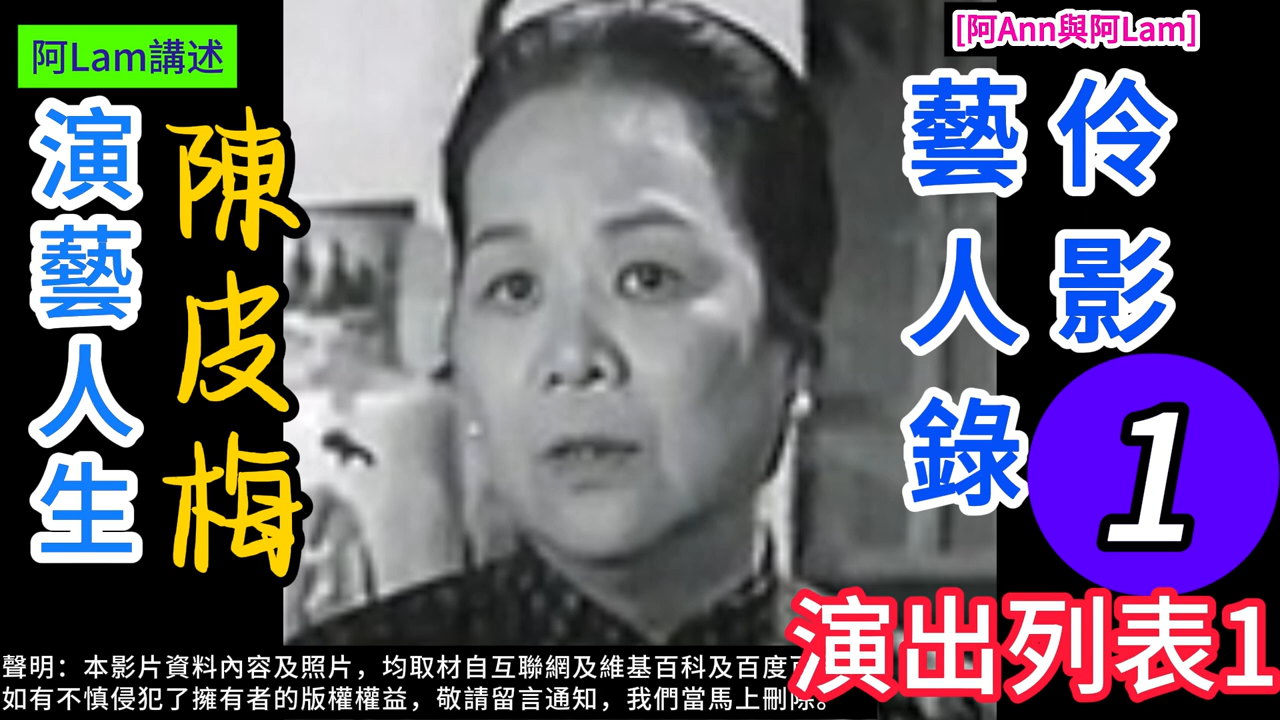 阿Lam講述
演藝人生
陳皮梅
[阿Ann與阿Lam]
伶影
藝人錄
1
演出列表1
聲明：本影片資料內容及照片，均取材自互聯網及維基百科及百度
如有不慎侵犯了擁有者的版權權益，敬請留言通知，我們當馬上刪除。